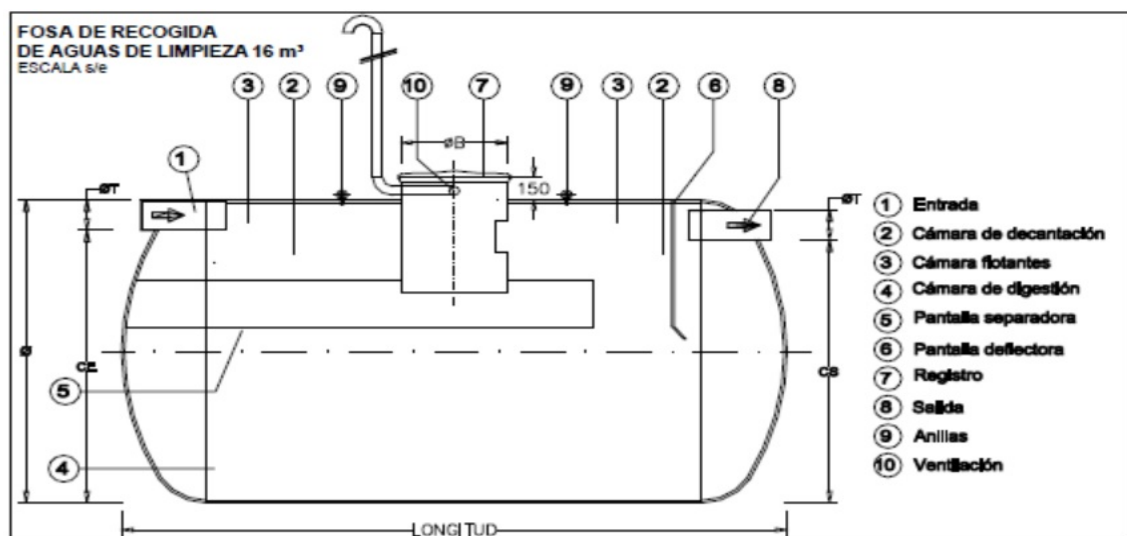 FOSA DE RECOGIDA
DE AGUAS DE LIMPIEZA 16 m³
ESCALA s/e
3
2
9
10
7
9
3
2
6
8
1
øB
150
øT
øT
Ø
CE
CS
5
4
LONGITUD
1 Entrada
2 Cámara de decantación
3 Cámara flotantes
4 Cámara de digestión
5 Pantalla separadora
6 Pantalla deflectora
7 Registro
8 Salida
9 Anillas
10 Ventilación